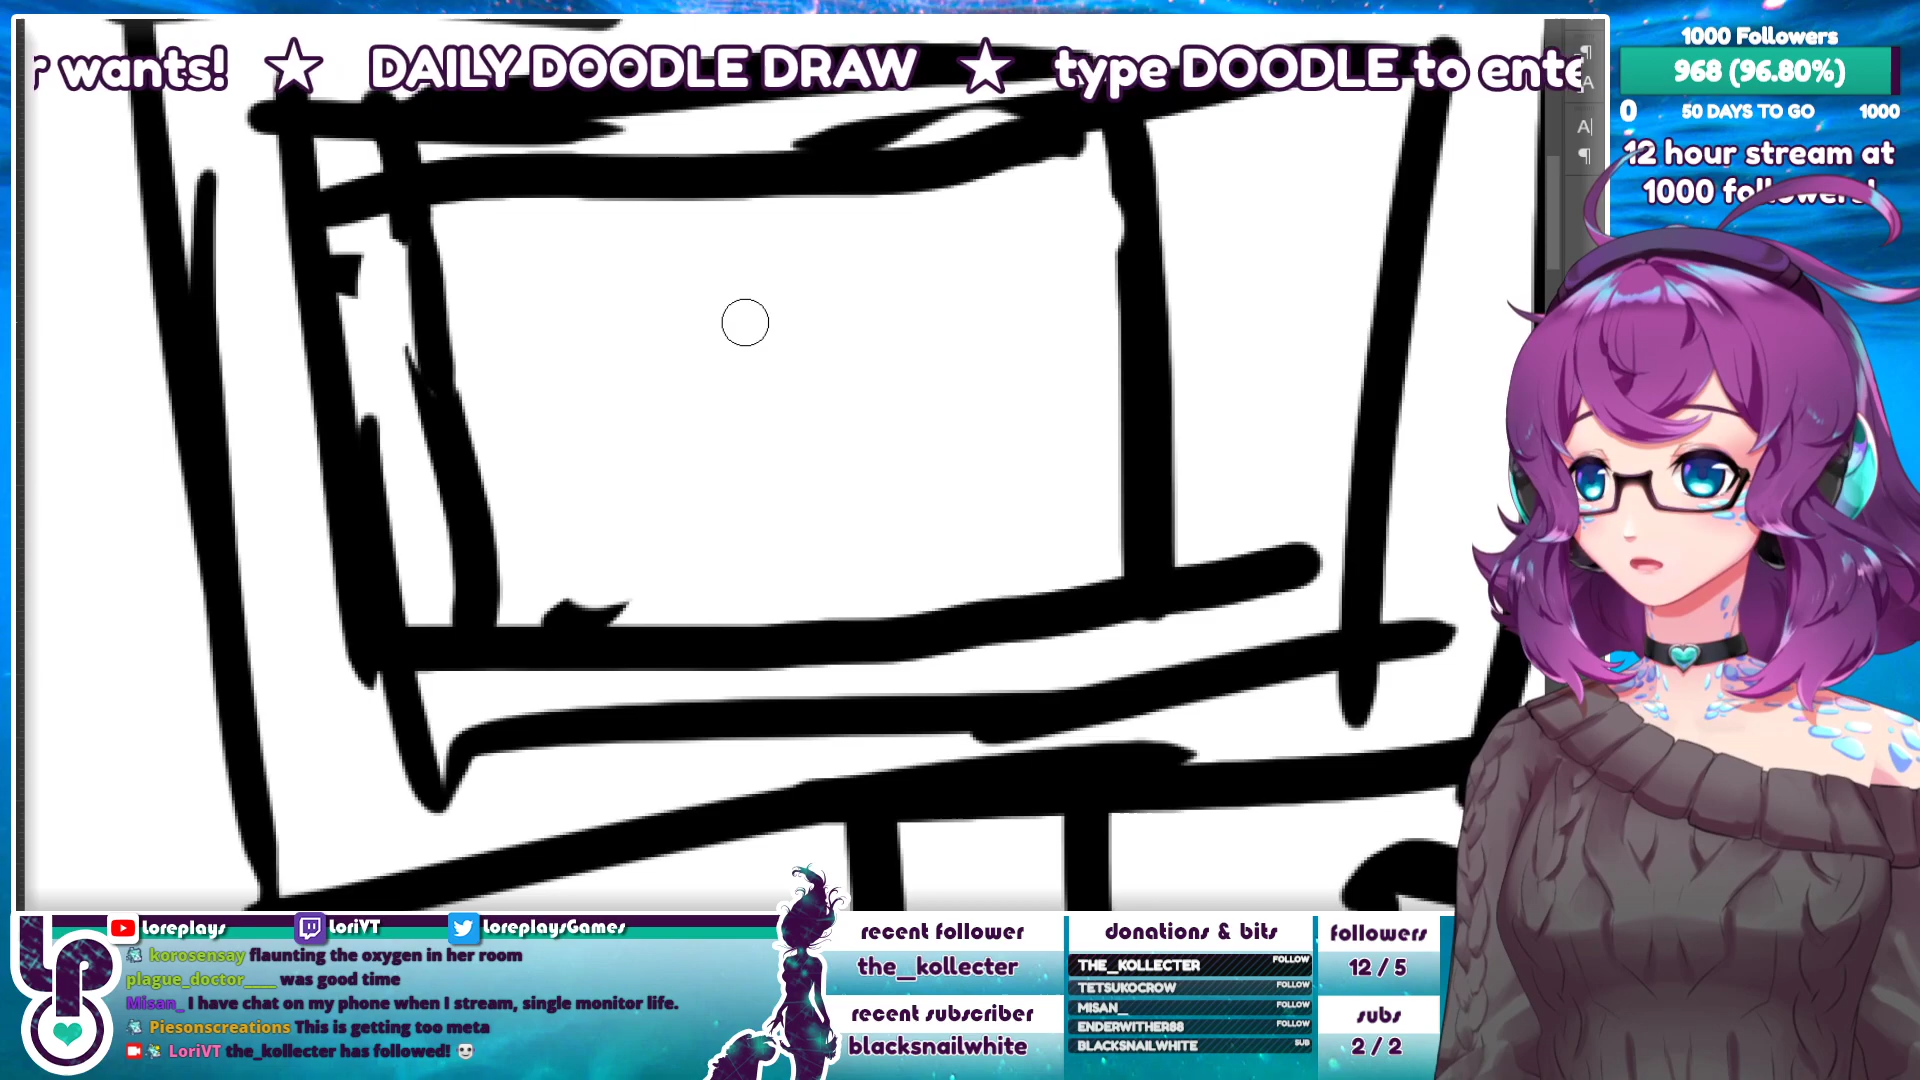 r wants! ★ DAILY DOODLE DRAW ★ type DOODLE to ente
1000 Followers
968 (96.80%)
0 50 DAYS TO GO 1000
12 hour stream at
1000 followers!
Loreplays LoriVT LoreplaysGames
korosensay flaunting the oxygen in her room
plague_doctor____ was good time
Misan_ I have chat on my phone when I stream, single monitor life.
Piesonscreations This is getting too meta
LoriVT the_kollecter has followed!
recent follower
the_kollecter
recent subscriber
blacksnailwhite
donations & bits
THE_KOLLECTER FOLLOW
TETSUKOCROW FOLLOW
MISAN_ FOLLOW
ENDERWITHER88 FOLLOW
BLACKSNAILWHITE SUB
followers
12 / 5
subs
2 / 2